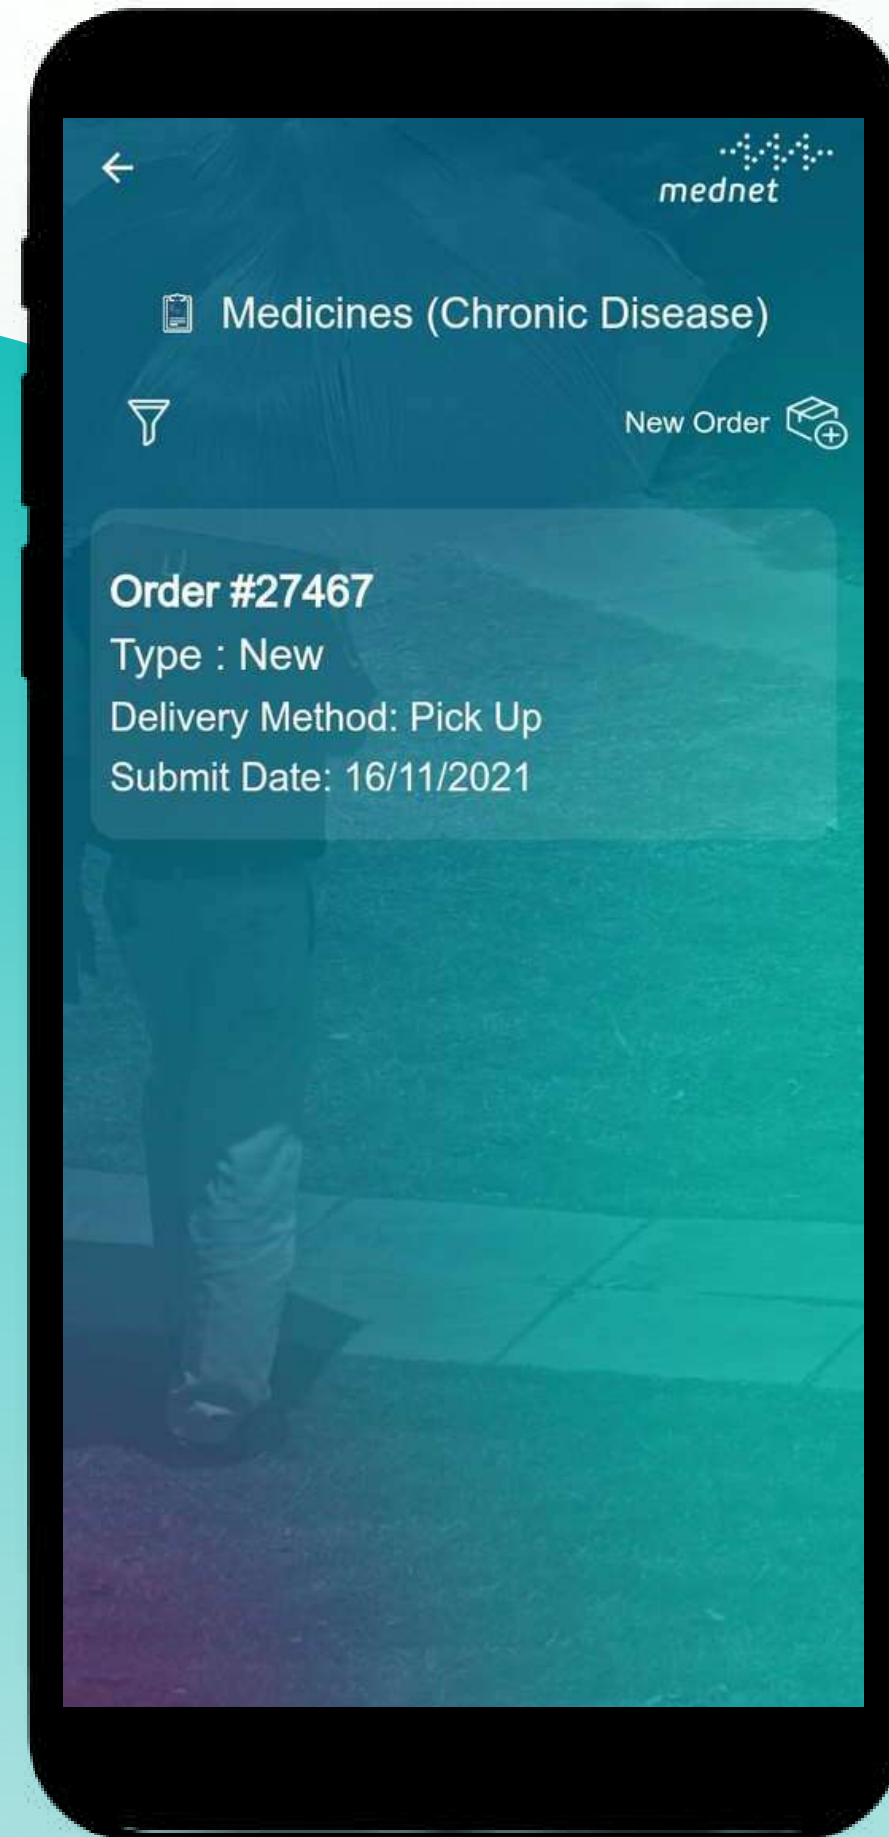 mednet
Medicines (Chronic Disease)
New Order
Order #27467
Type : New
Delivery Method: Pick Up
Submit Date: 16/11/2021